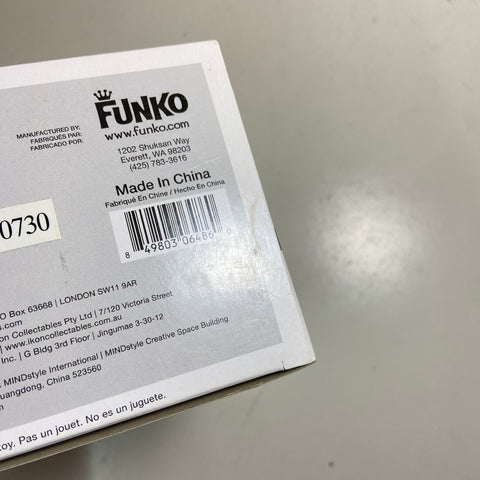 FUNKO
www.funko.com
MANUFACTURED BY:
FABRIQUÉS PAR:
FABRICADO POR:
1202 Shuksan Way
Everett, WA 98203
(425) 783-3616
Made In China
Fabriqué En Chine / Hecho En China
0730
8 49803 06486 0
O Box 63668 | LONDON SW11 9AR
s.com
on Collectables Pty Ltd | 7/120 Victoria Street
| www.ikoncollectables.com.au
Inc. | G Bldg 3rd Floor | Jingumae 3-30-12
MINDstyle International | MINDstyle Creative Space Building
uangdong, China 523560
m
toy. Pas un jouet. No es un juguete.